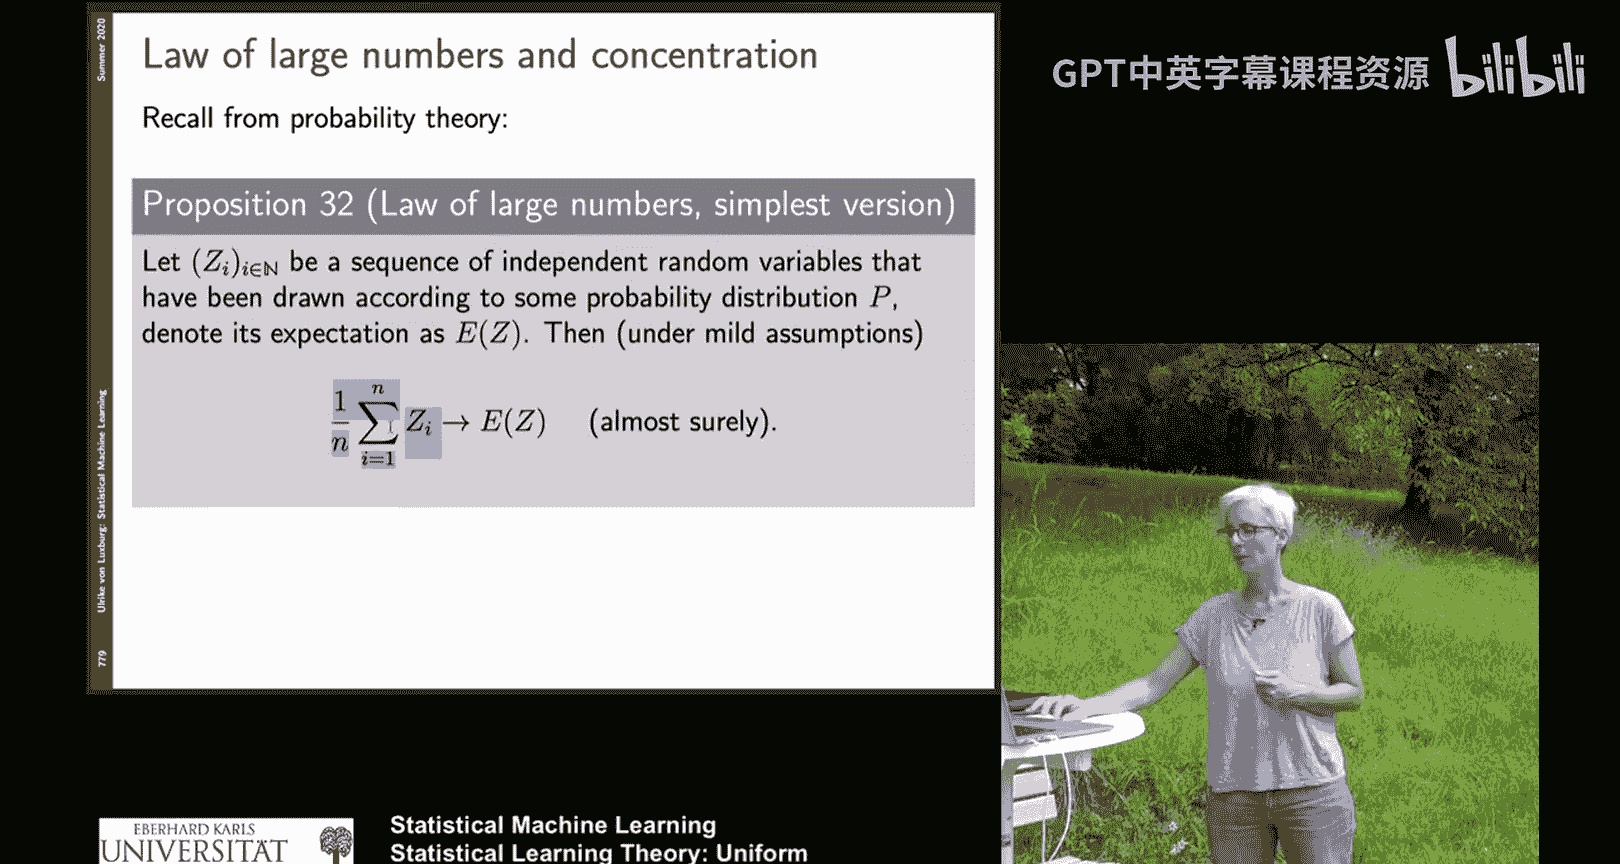 Summer 2020
Law of large numbers and concentration
Recall from probability theory:
Proposition 32 (Law of large numbers, simplest version)
Let (Z_i)_{i∈ℕ} be a sequence of independent random variables that
have been drawn according to some probability distribution P,
denote its expectation as E(Z). Then (under mild assumptions)
1/n ∑_{i=1}^{n} Z_i → E(Z) (almost surely).
Ulrike von Luxburg: Statistical Machine Learning
779
GPT中英字幕课程资源 bilibili
EBERHARD KARLS
UNIVERSITÄT
Statistical Machine Learning
Statistical Learning Theory: Uniform